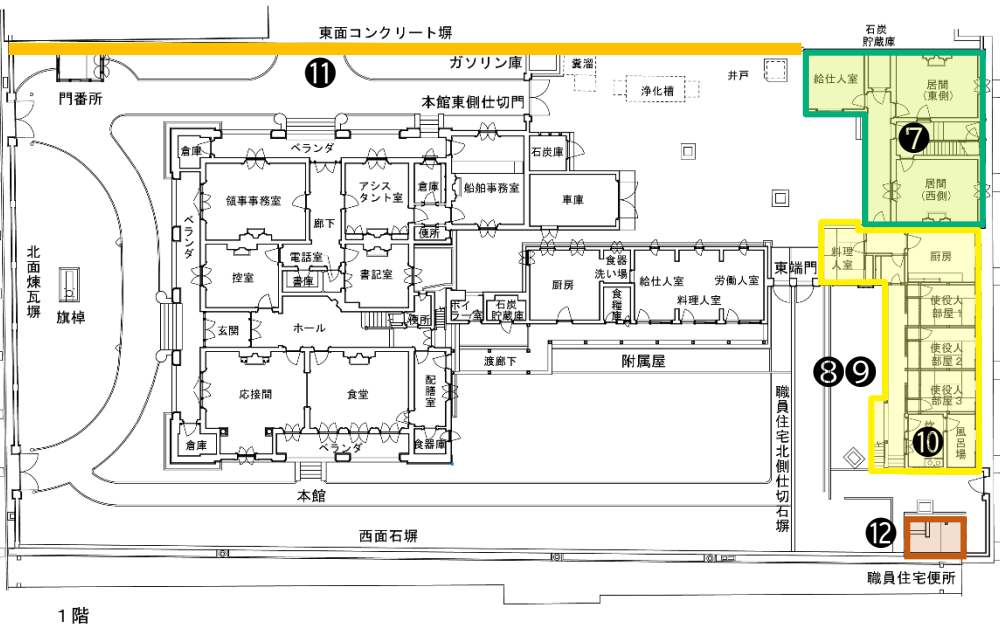 東面コンクリート塀
石炭
貯蔵庫
⓫
ガソリン庫
糞溜
井戸
給仕人室
居間
(東側)
門番所
浄化槽
本館東側仕切門
❼
倉庫
ベランダ
石炭庫
領事事務室
アシス
タント室
倉庫
船舶事務室
車庫
居間
(西側)
ベランダ
廊下
便所
北面煉瓦塀
控室
電話室
書庫
書記室
厨房
食器
洗い場
給仕人室
労働人室
東端門
料理
人室
厨房
旗棹
食糧庫
料理人室
使役人
部屋1
玄関
ホール
便所
ボイ
ラー室
石炭
貯蔵庫
使役人
部屋2
渡廊下
附属屋
❽❾
使役人
部屋3
応接間
食堂
配膳室
職員住宅北側仕切石塀
❿
炊
風呂場
倉庫
ベランダ
食器庫
本館
西面石塀
⓬
職員住宅便所
1階